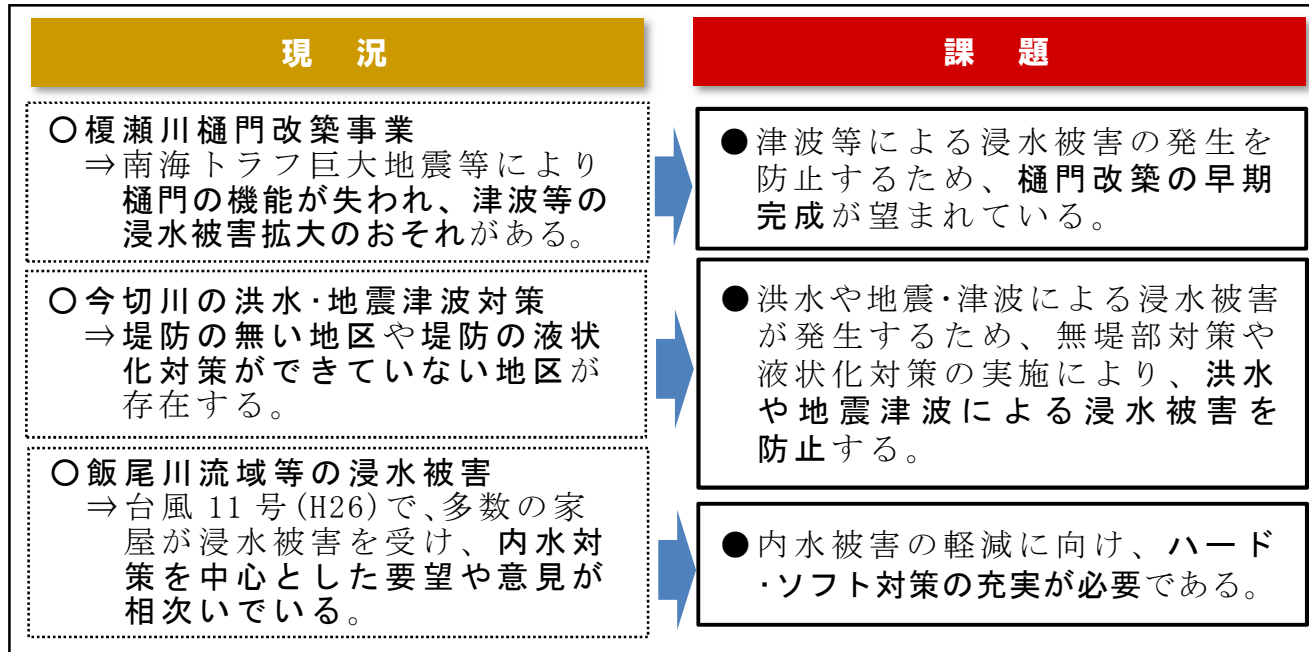 現 況
○榎瀬川樋門改築事業
⇒南海トラフ巨大地震等により
樋門の機能が失われ、津波等の
浸水被害拡大のおそれがある。
○今切川の洪水・地震津波対策
⇒堤防の無い地区や堤防の液状
化対策ができていない地区が
存在する。
○飯尾川流域等の浸水被害
⇒台風 11 号(H26)で、多数の家
屋が浸水被害を受け、内水対
策を中心とした要望や意見が
相次いでいる。
課 題
●津波等による浸水被害の発生を
防止するため、樋門改築の早期
完成が望まれている。
●洪水や地震・津波による浸水被害
が発生するため、無堤部対策や
液状化対策の実施により、洪水
や地震津波による浸水被害を
防止する。
●内水被害の軽減に向け、ハード
・ソフト対策の充実が必要である。